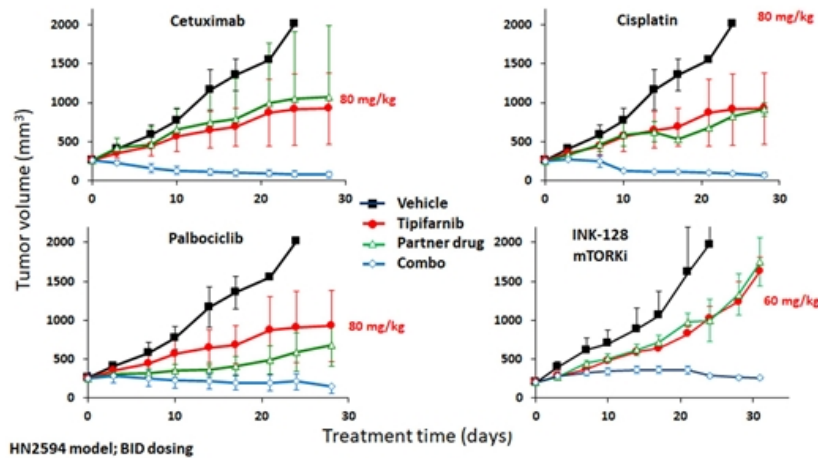 Cetuximab
Cisplatin
80 mg/kg
2000
1500
1000
500
0
80 mg/kg
0
10
20
30
2000
1500
1000
500
0
0
10
20
30
Tumor volume (mm³)
Vehicle
Tipifarnib
Partner drug
Combo
Palbociclib
INK-128
mTORKi
2000
1500
1000
500
0
80 mg/kg
0
10
20
30
2000
1500
1000
500
0
60 mg/kg
0
10
20
30
Treatment time (days)
HN2594 model; BID dosing